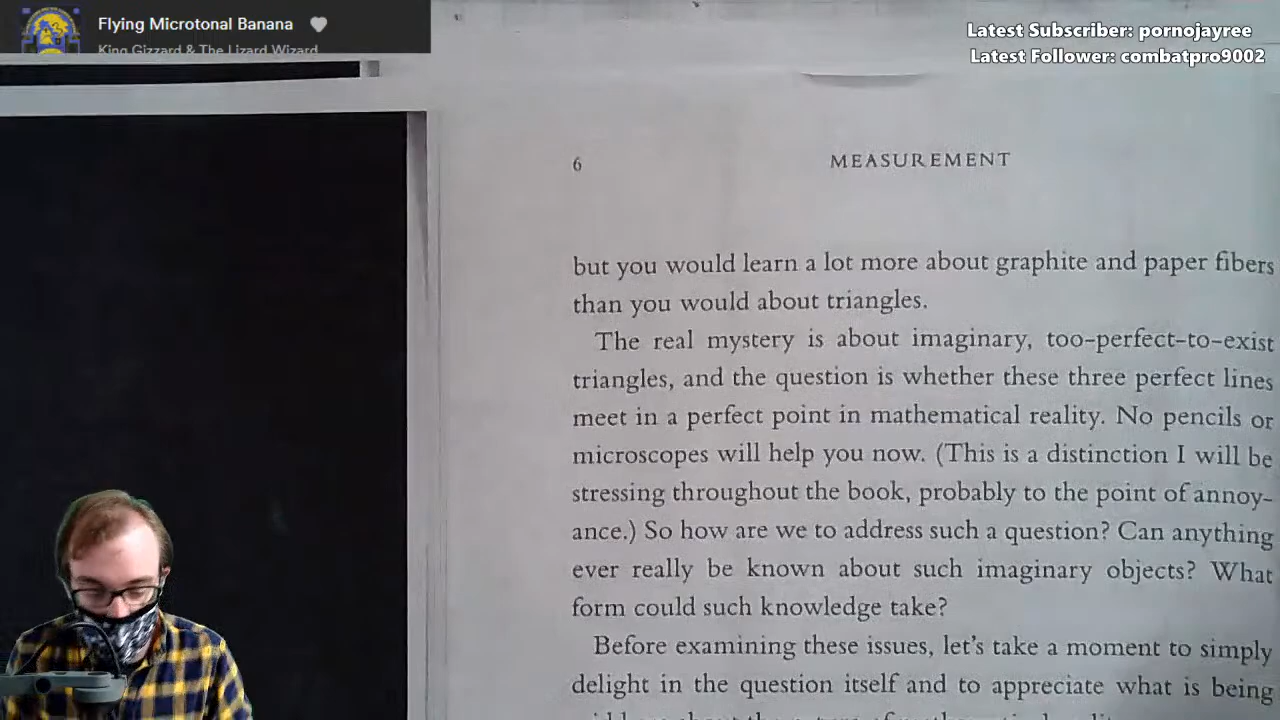 Flying Microtonal Banana
King Gizzard & The Lizard Wizard
Latest Subscriber: pornojayree
Latest Follower: combatpro9002
6 MEASUREMENT
but you would learn a lot more about graphite and paper fibers
than you would about triangles.
The real mystery is about imaginary, too-perfect-to-exist
triangles, and the question is whether these three perfect lines
meet in a perfect point in mathematical reality. No pencils or
microscopes will help you now. (This is a distinction I will be
stressing throughout the book, probably to the point of annoy-
ance.) So how are we to address such a question? Can anything
ever really be known about such imaginary objects? What
form could such knowledge take?
Before examining these issues, let's take a moment to simply
delight in the question itself and to appreciate what is being